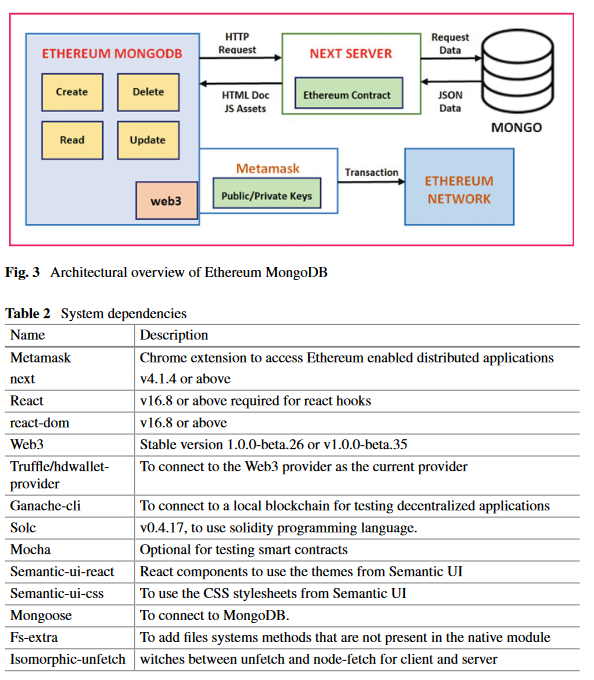 ETHEREUM MONGODB
Create
Delete
Read
Update
web3
HTTP
Request
HTML Doc
JS Assets
NEXT SERVER
Ethereum Contract
Request
Data
JSON
Data
MONGO
Metamask
Public/Private Keys
Transaction
ETHEREUM
NETWORK
Fig. 3 Architectural overview of Ethereum MongoDB
Table 2 System dependencies
Name Description
Metamask Chrome extension to access Ethereum enabled distributed applications
next v4.1.4 or above
React v16.8 or above required for react hooks
react-dom v16.8 or above
Web3 Stable version 1.0.0-beta.26 or v1.0.0-beta.35
Truffle/hdwallet- To connect to the Web3 provider as the current provider
provider
Ganache-cli To connect to a local blockchain for testing decentralized applications
Solc v0.4.17, to use solidity programming language.
Mocha Optional for testing smart contracts
Semantic-ui-react React components to use the themes from Semantic UI
Semantic-ui-css To use the CSS stylesheets from Semantic UI
Mongoose To connect to MongoDB.
Fs-extra To add files systems methods that are not present in the native module
Isomorphic-unfetch witches between unfetch and node-fetch for client and server